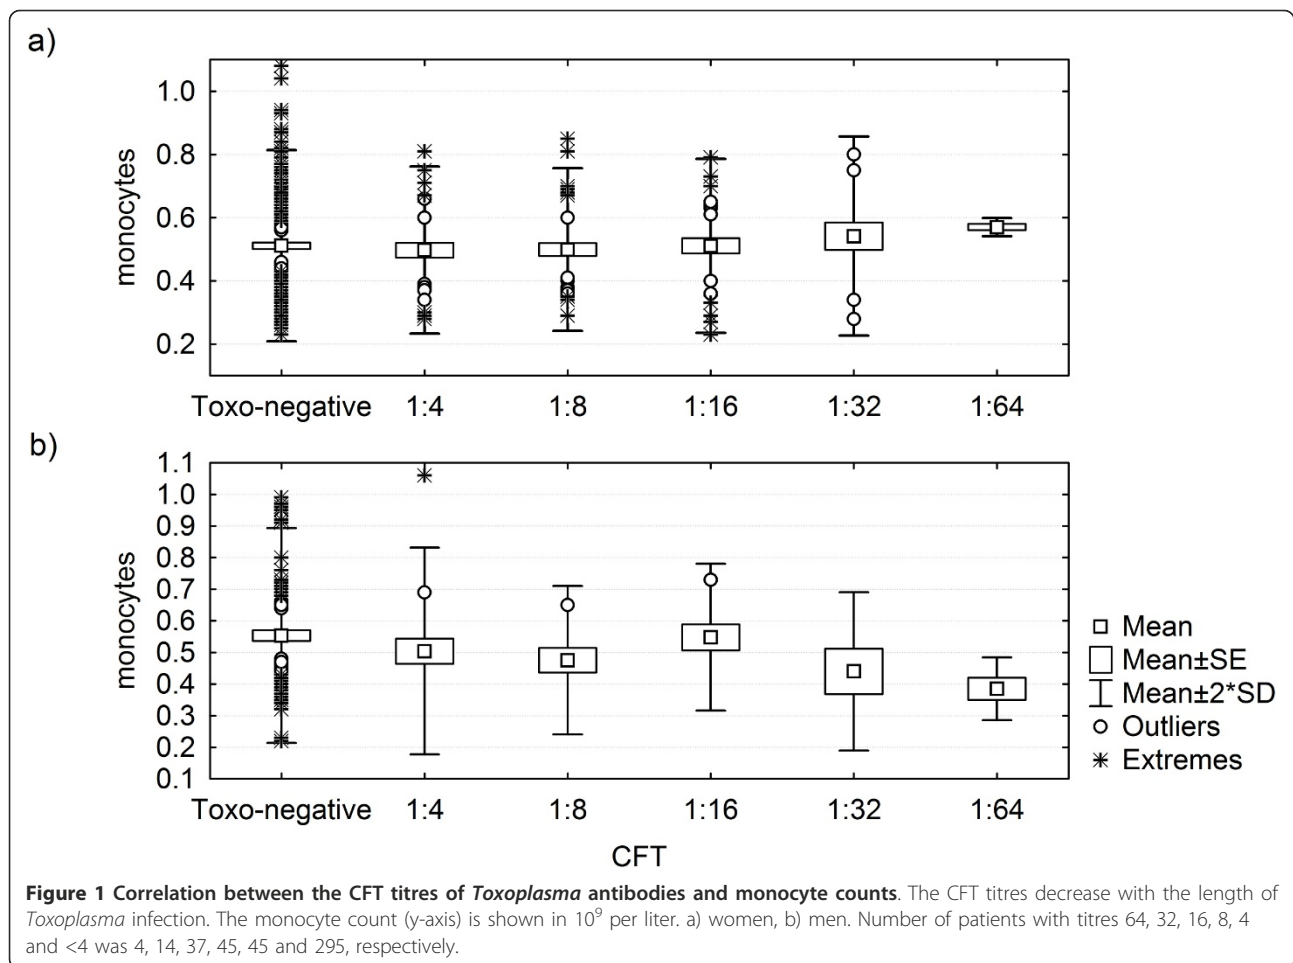 a)
monocytes
1.0
0.8
0.6
0.4
0.2
Toxo-negative 1:4 1:8 1:16 1:32 1:64
b)
monocytes
1.1
1.0
0.9
0.8
0.7
0.6
0.5
0.4
0.3
0.2
0.1
Toxo-negative 1:4 1:8 1:16 1:32 1:64
CFT
Mean
Mean±SE
Mean±2*SD
Outliers
Extremes
Figure 1 Correlation between the CFT titres of Toxoplasma antibodies and monocyte counts. The CFT titres decrease with the length of
Toxoplasma infection. The monocyte count (y-axis) is shown in 10⁹ per liter. a) women, b) men. Number of patients with titres 64, 32, 16, 8, 4
and <4 was 4, 14, 37, 45, 45 and 295, respectively.